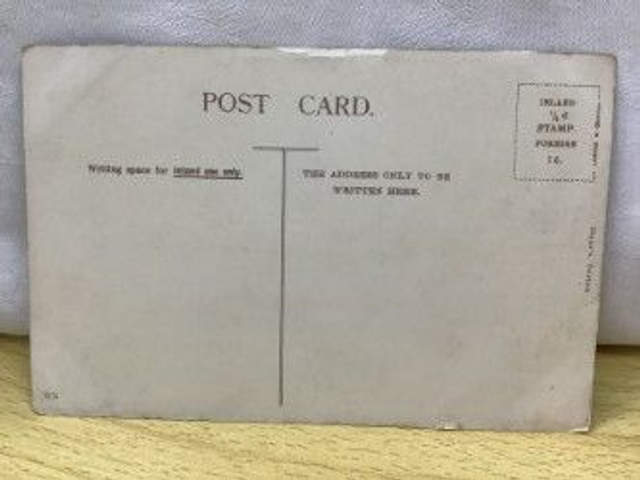 POST CARD.
Writing space for inland use only.
THE ADDRESS ONLY TO BE
WRITTEN HERE.
INLAND
½ d
STAMP.
FOREIGN
1d.